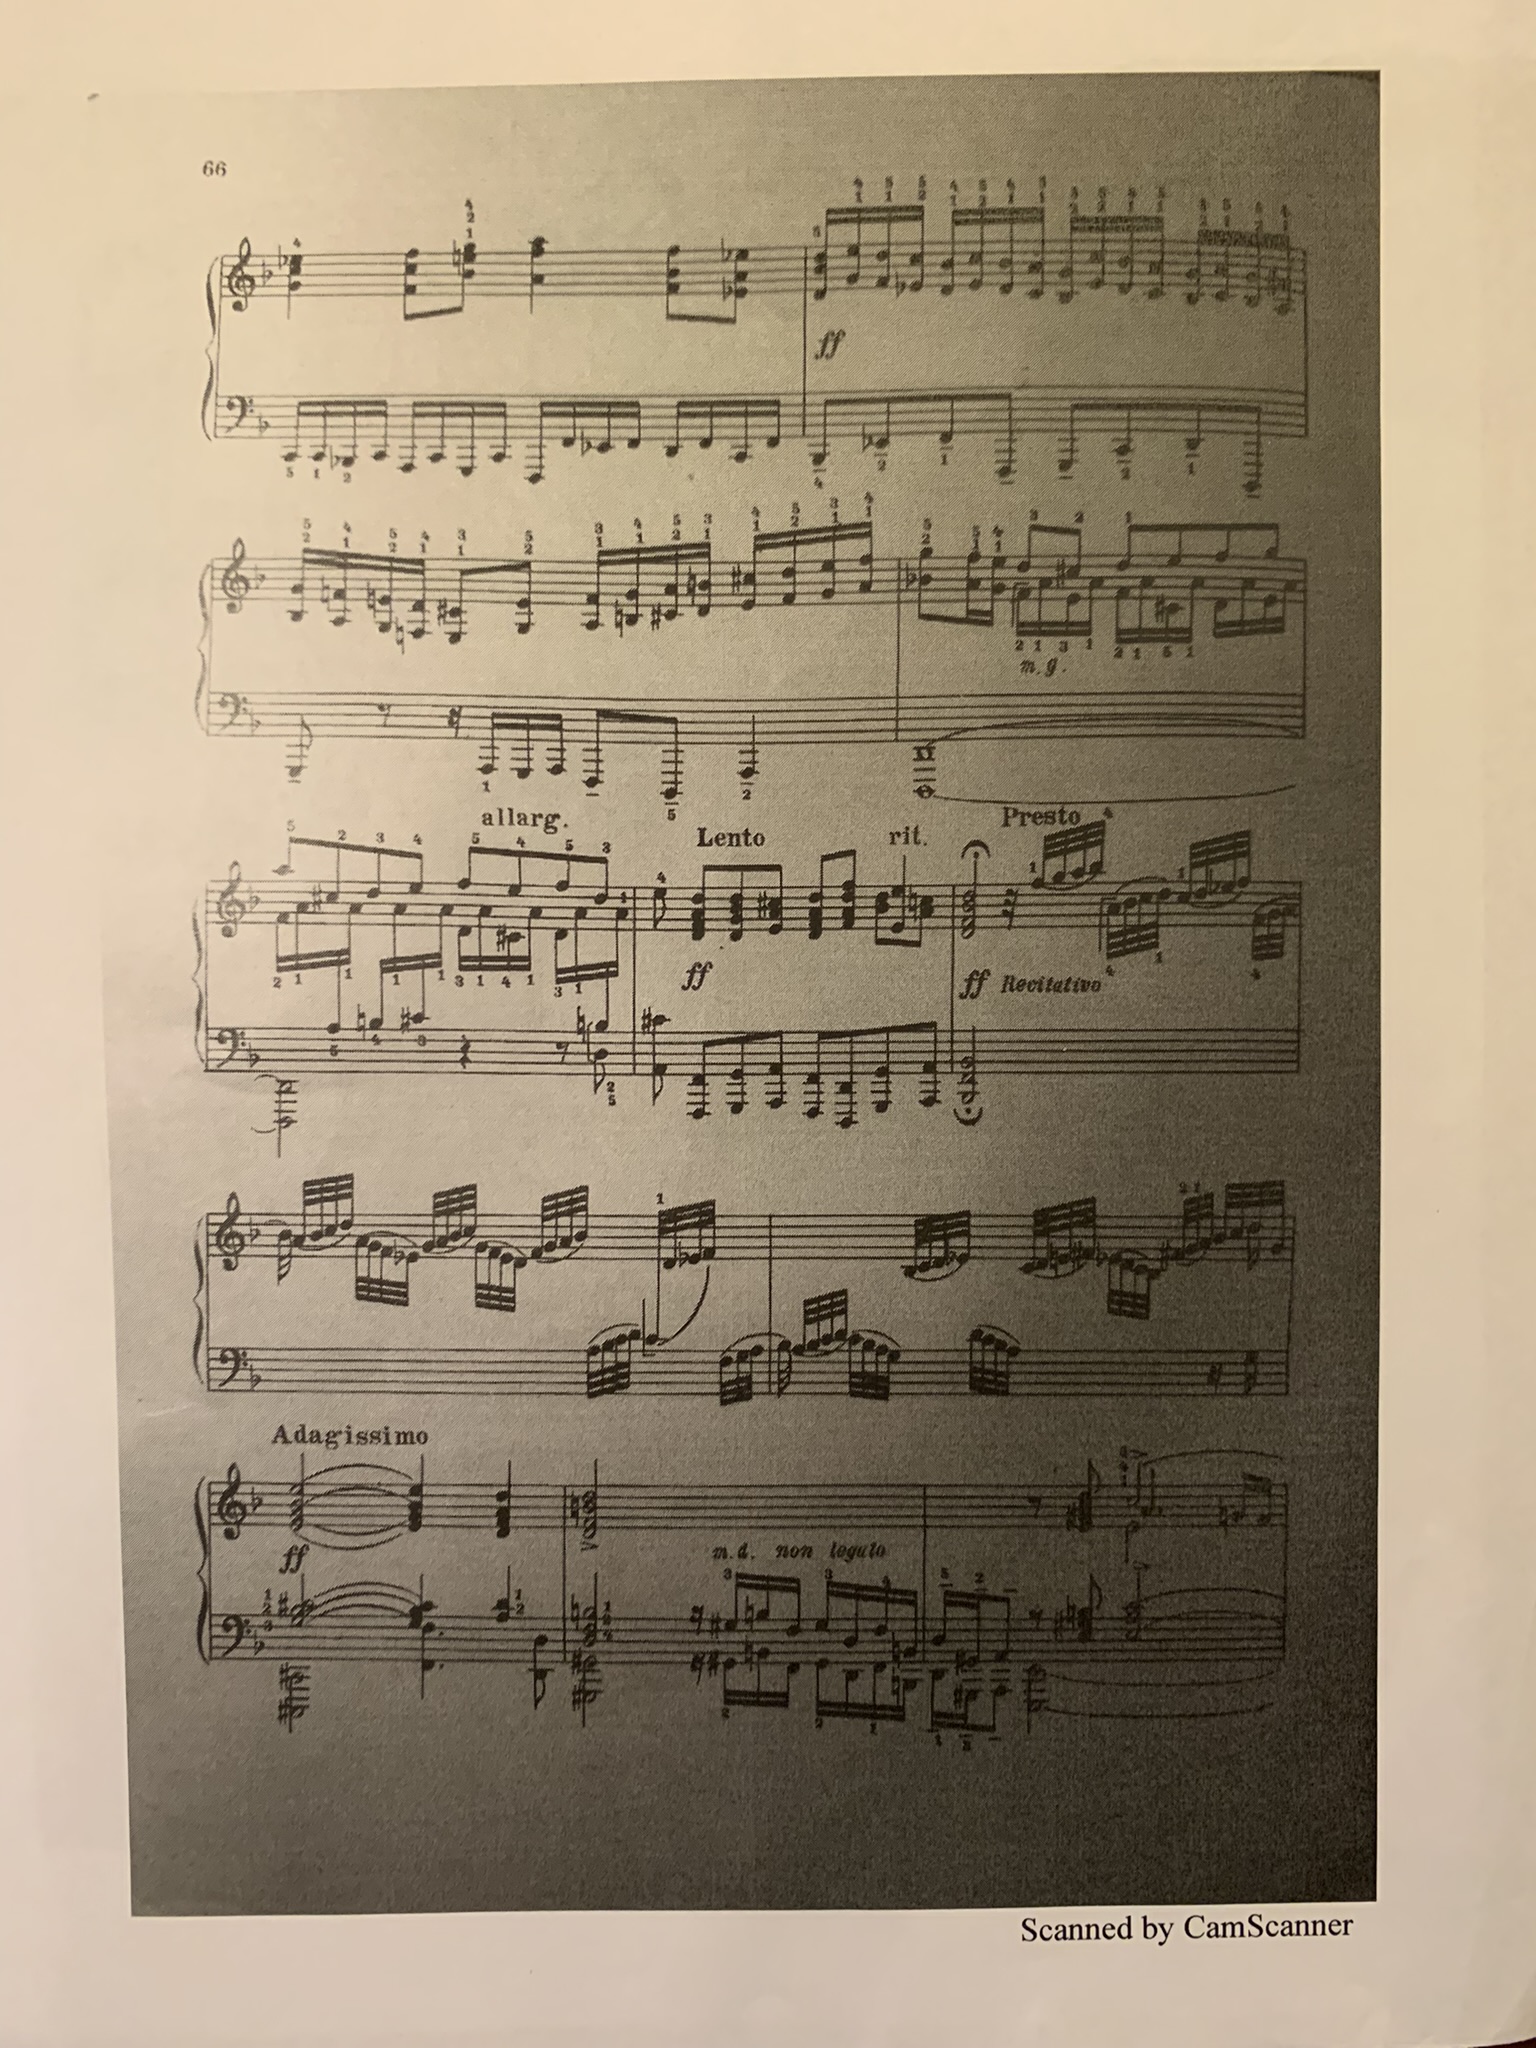 66
ff
m.g.
allarg.
Lento rit. Presto
ff ff Recitativo
Adagissimo
ff
m.d. non legato
Scanned by CamScanner